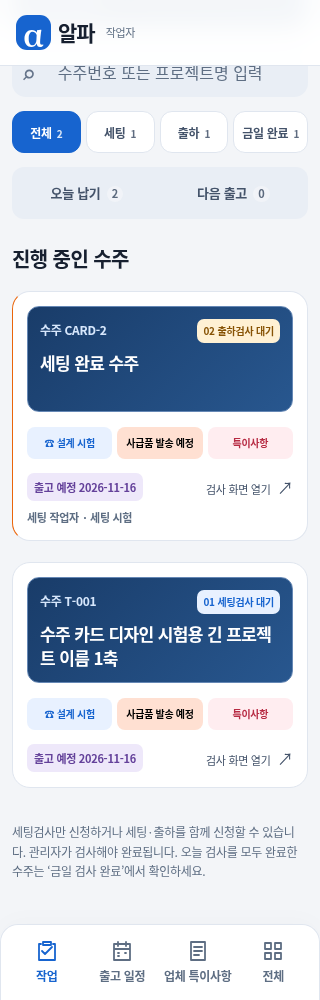 α 알파 작업자
수주번호 또는 프로젝트명 입력
전체 2 세팅 1 출하 1 금일 완료 1
오늘 납기 2 다음 출고 0
진행 중인 수주
수주 CARD-2 02 출하검사 대기
세팅 완료 수주
☎ 설계 시험 사급품 발송 예정 특이사항
출고 예정 2026-11-16 검사 화면 열기 ↗
세팅 작업자 · 세팅 시험
수주 T-001 01 세팅검사 대기
수주 카드 디자인 시험용 긴 프로젝
트 이름 1축
☎ 설계 시험 사급품 발송 예정 특이사항
출고 예정 2026-11-16 검사 화면 열기 ↗
세팅검사만 신청하거나 세팅·출하를 함께 신청할 수 있습니
다. 관리자가 검사해야 완료됩니다. 오늘 검사를 모두 완료한
수주는 ‘금일 검사 완료’에서 확인하세요.
작업 출고 일정 업체 특이사항 전체